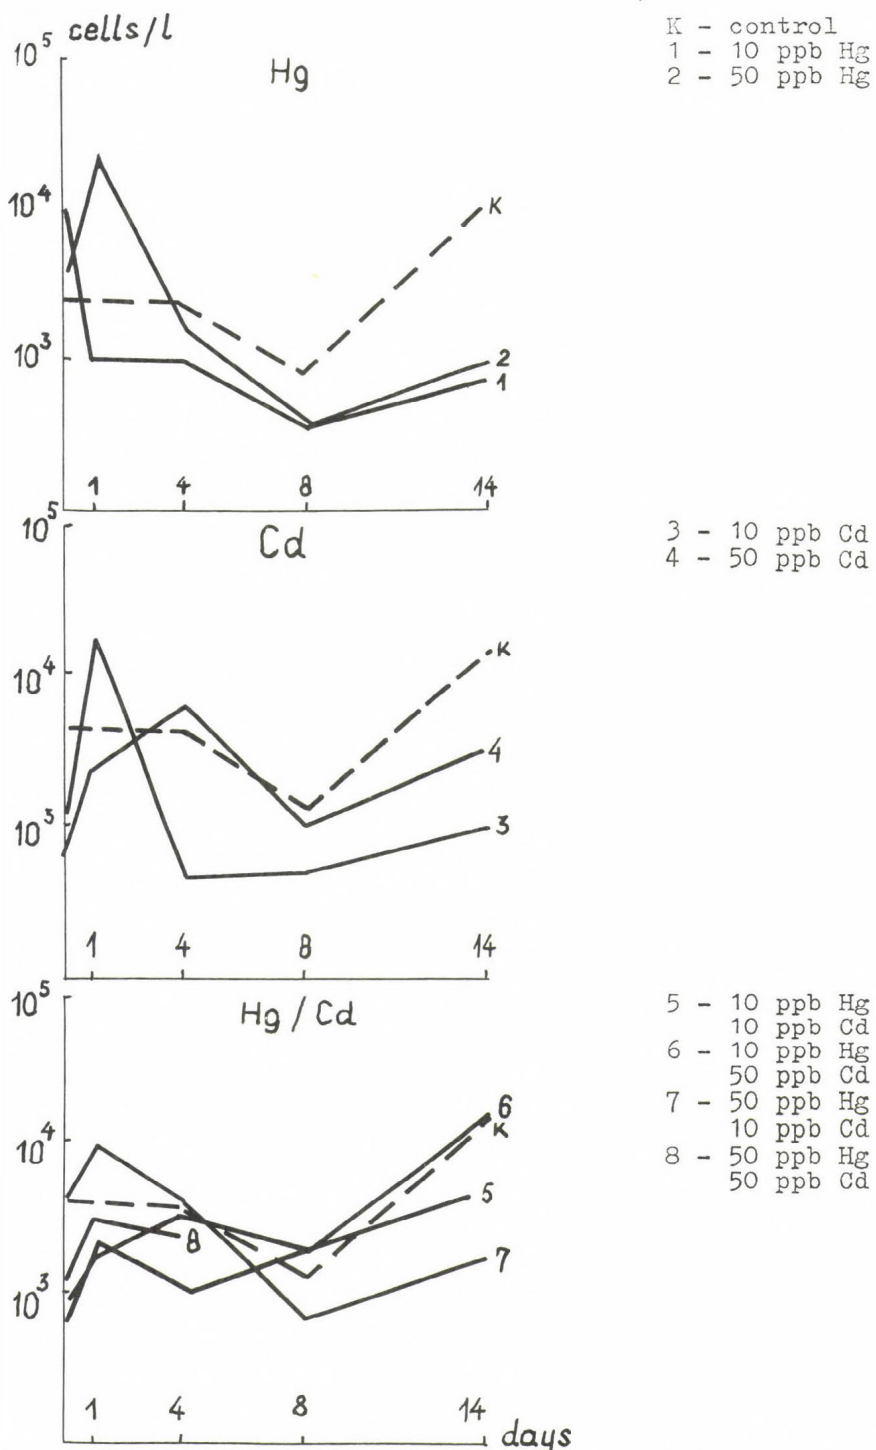 cells/l
10⁵
Hg
10⁴
K
10³
2
1
1 4 8 14
K - control
1 - 10 ppb Hg
2 - 50 ppb Hg
10⁵
Cd
10⁴
K
4
10³
3
1 4 8 14
3 - 10 ppb Cd
4 - 50 ppb Cd
10⁵
Hg / Cd
6
10⁴
K
5
8
7
10³
1 4 8 14
days
5 - 10 ppb Hg
10 ppb Cd
6 - 10 ppb Hg
50 ppb Cd
7 - 50 ppb Hg
10 ppb Cd
8 - 50 ppb Hg
50 ppb Cd